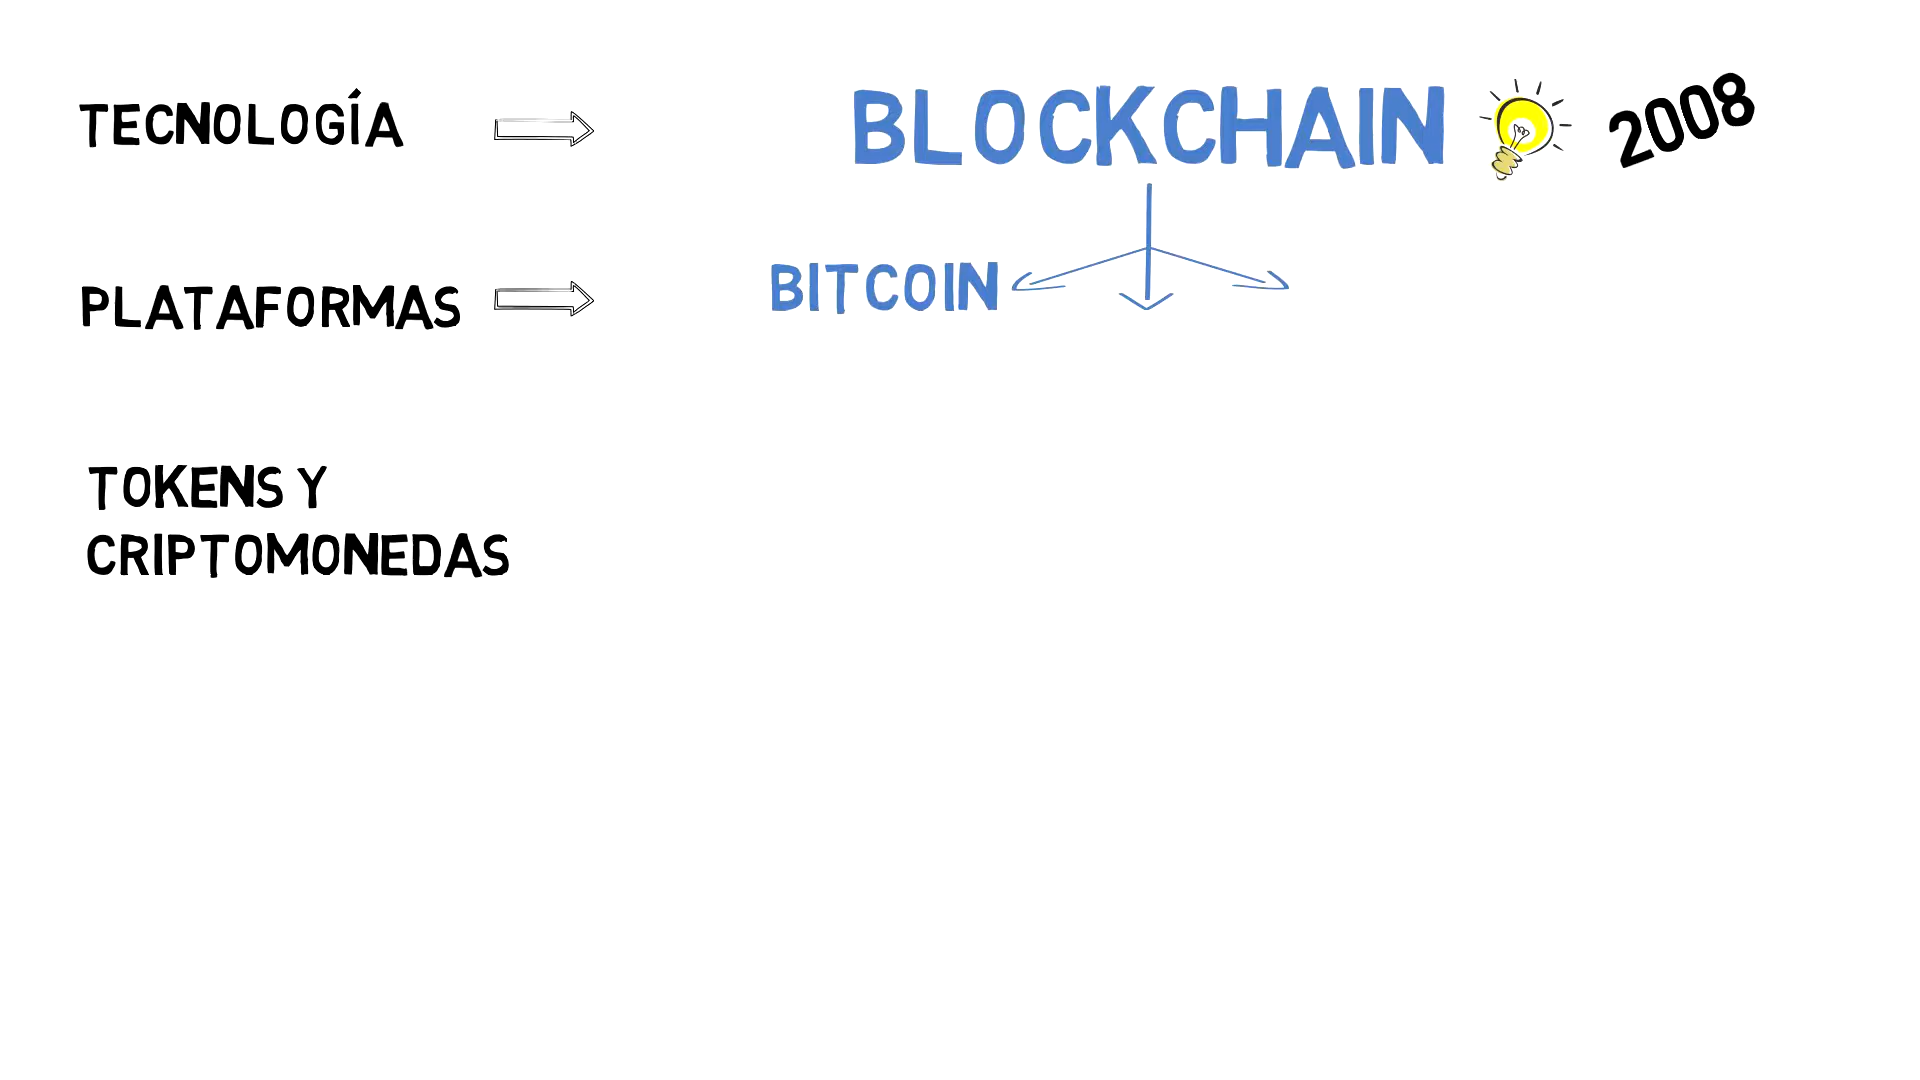 TECNOLOGÍA
BLOCKCHAIN
2008
PLATAFORMAS
BITCOIN
TOKENS Y
CRIPTOMONEDAS